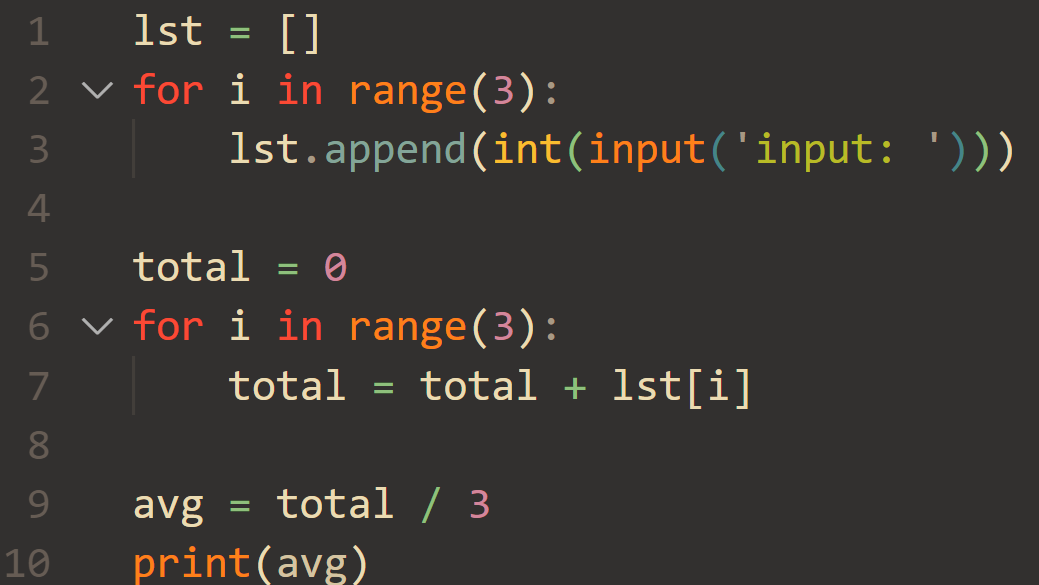 1 lst = []
2 for i in range(3):
3     lst.append(int(input('input: ')))
4
5 total = 0
6 for i in range(3):
7     total = total + lst[i]
8
9 avg = total / 3
10 print(avg)